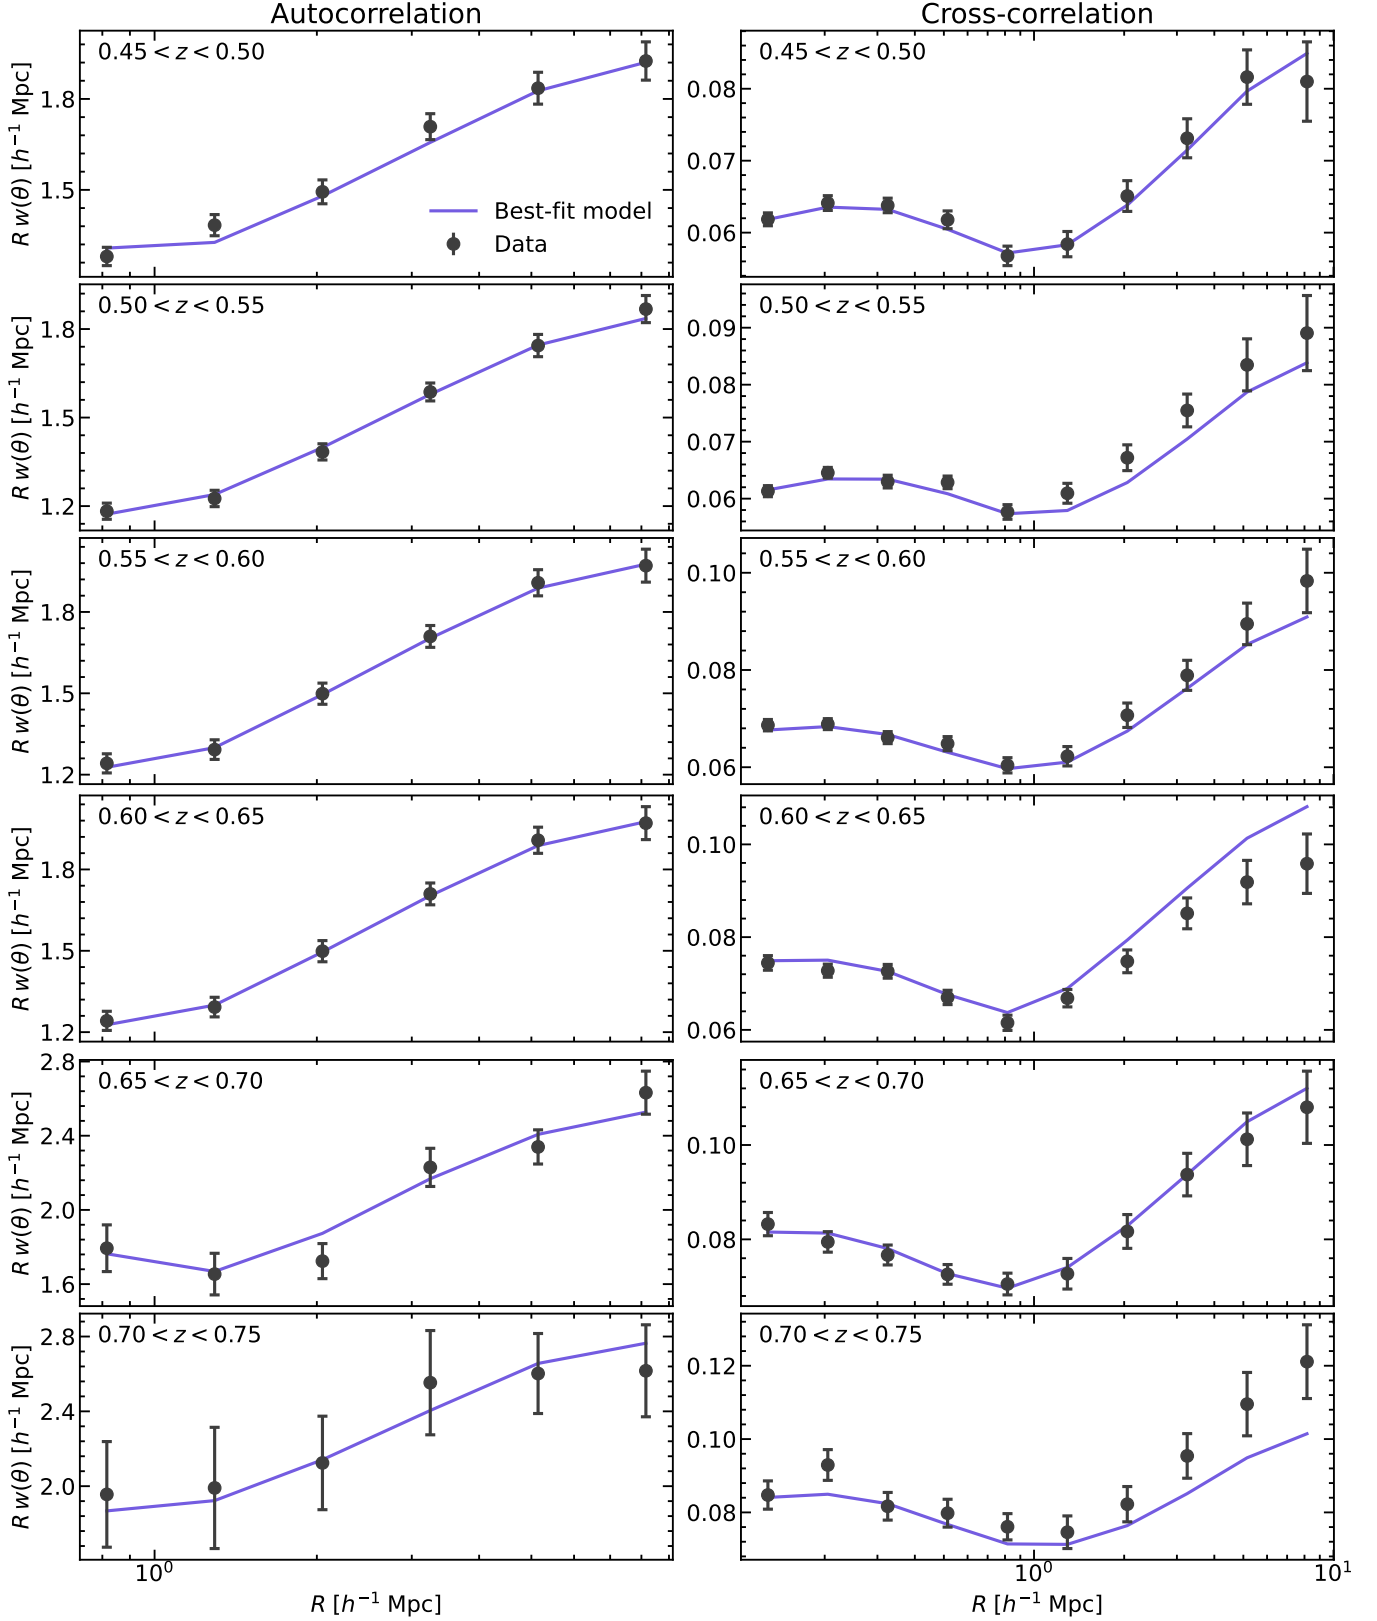 Autocorrelation
Cross-correlation
0.45 < z < 0.50
R w(θ) [h⁻¹ Mpc]
1.8
1.5
Best-fit model
Data
0.45 < z < 0.50
0.08
0.07
0.06
0.50 < z < 0.55
R w(θ) [h⁻¹ Mpc]
1.8
1.5
1.2
0.50 < z < 0.55
0.09
0.08
0.07
0.06
0.55 < z < 0.60
R w(θ) [h⁻¹ Mpc]
1.8
1.5
1.2
0.55 < z < 0.60
0.10
0.08
0.06
0.60 < z < 0.65
R w(θ) [h⁻¹ Mpc]
1.8
1.5
1.2
0.60 < z < 0.65
0.10
0.08
0.06
0.65 < z < 0.70
R w(θ) [h⁻¹ Mpc]
2.8
2.4
2.0
1.6
0.65 < z < 0.70
0.10
0.08
0.70 < z < 0.75
R w(θ) [h⁻¹ Mpc]
2.8
2.4
2.0
10⁰
R [h⁻¹ Mpc]
0.70 < z < 0.75
0.12
0.10
0.08
10⁰
10¹
R [h⁻¹ Mpc]